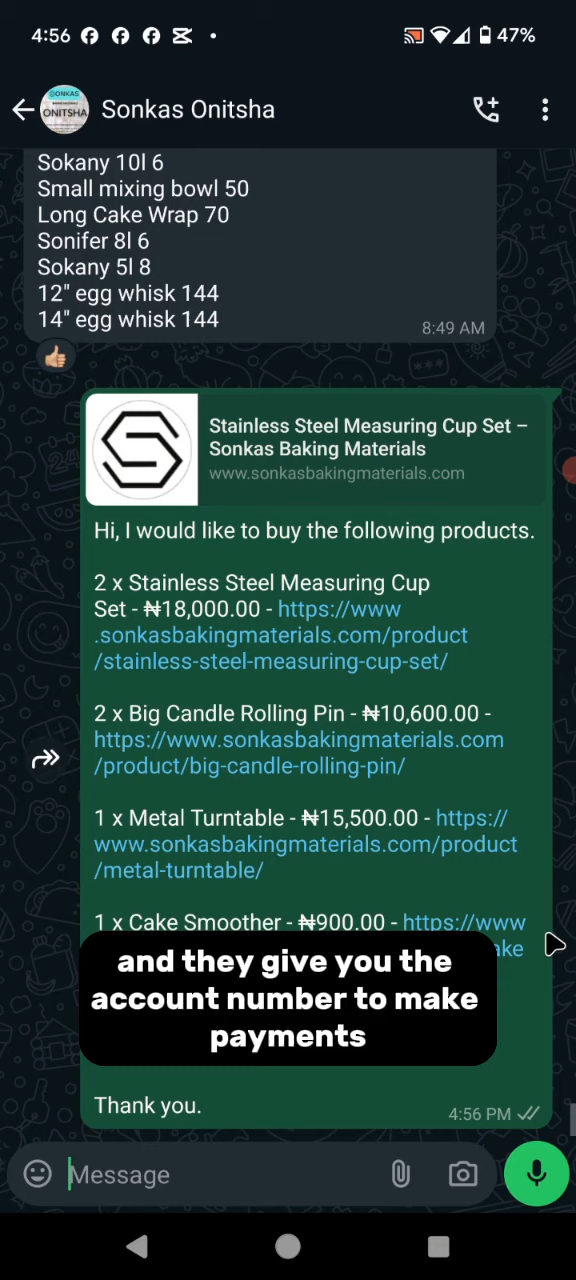 4:56
47%
Sonkas Onitsha
SONKAS
ONITSHA
Sokany 10l 6
Small mixing bowl 50
Long Cake Wrap 70
Sonifer 8l 6
Sokany 5l 8
12" egg whisk 144
14" egg whisk 144
8:49 AM
Stainless Steel Measuring Cup Set –
Sonkas Baking Materials
www.sonkasbakingmaterials.com
Hi, I would like to buy the following products.
2 x Stainless Steel Measuring Cup
Set - ₦18,000.00 - https://www
.sonkasbakingmaterials.com/product
/stainless-steel-measuring-cup-set/
2 x Big Candle Rolling Pin - ₦10,600.00 -
https://www.sonkasbakingmaterials.com
/product/big-candle-rolling-pin/
1 x Metal Turntable - ₦15,500.00 - https://
www.sonkasbakingmaterials.com/product
/metal-turntable/
1 x Cake Smoother - ₦900.00 - https://www
and they give you the
account number to make
payments
Thank you.
4:56 PM
Message